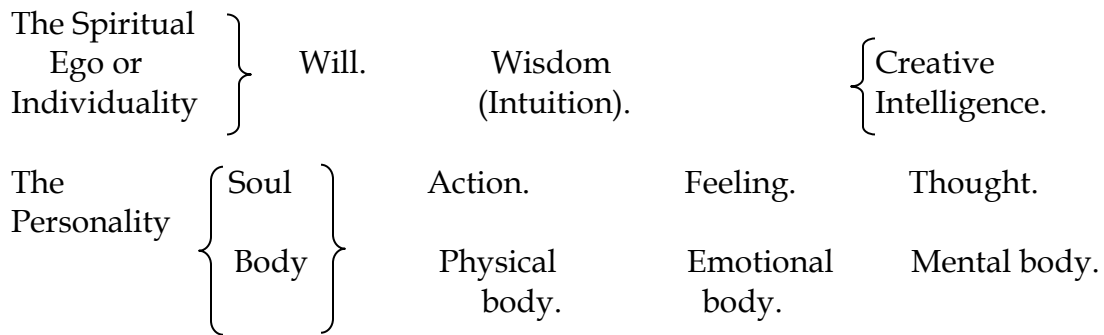 The Spiritual
Ego or Will. Wisdom Creative
Individuality (Intuition). Intelligence.
The Soul Action. Feeling. Thought.
Personality
Body Physical Emotional Mental body.
body. body.